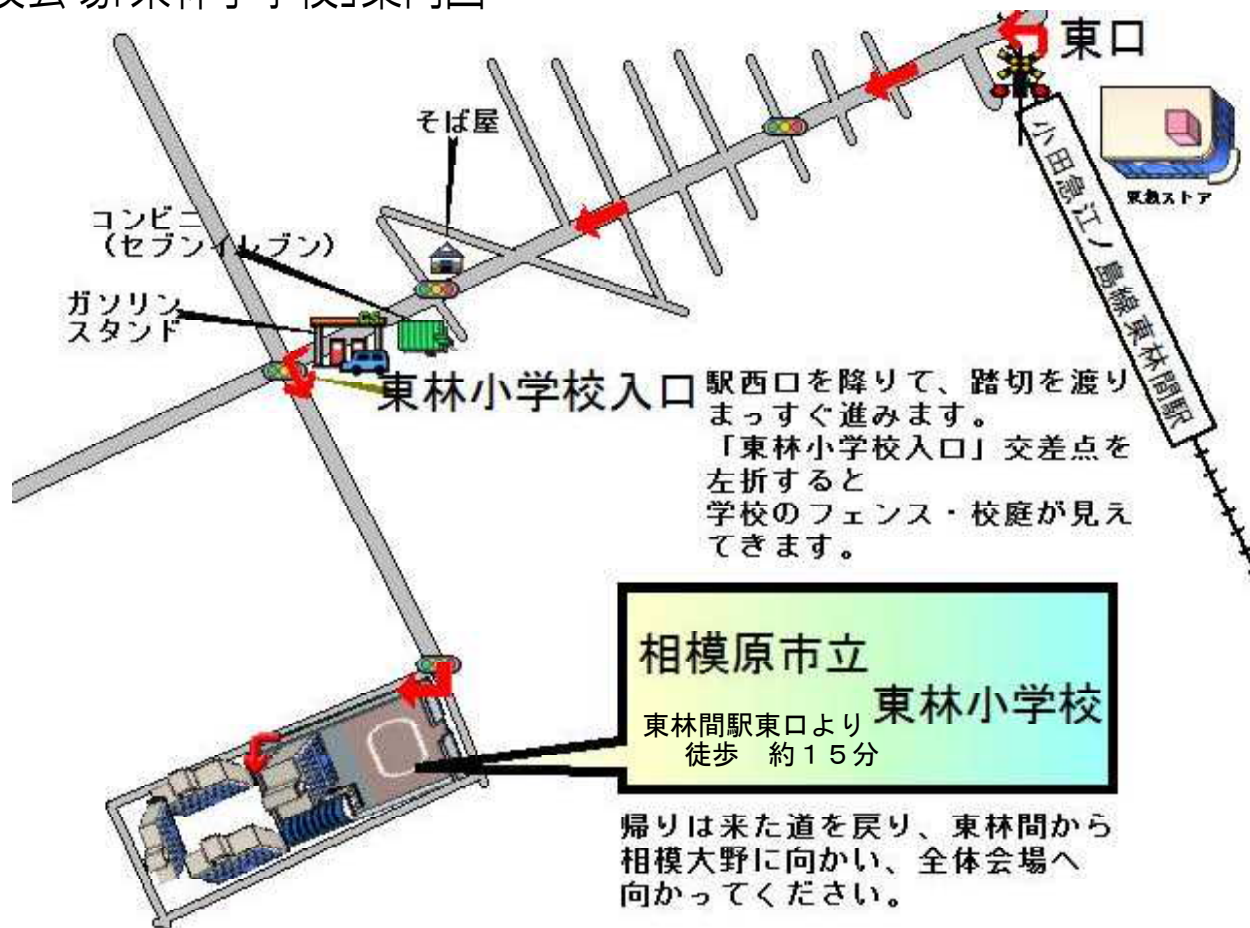 東口
東急ストア
そば屋
コンビニ
（セブンイレブン）
ガソリン
スタンド
小田急江ノ島線 東林間駅
東林小学校入口
駅西口を降りて、踏切を渡り
まっすぐ進みます。
「東林小学校入口」交差点を
左折すると
学校のフェンス・校庭が見え
てきます。
相模原市立
東林小学校
東林間駅東口より
徒歩　約１５分
帰りは来た道を戻り、東林間から
相模大野に向かい、全体会場へ
向かってください。